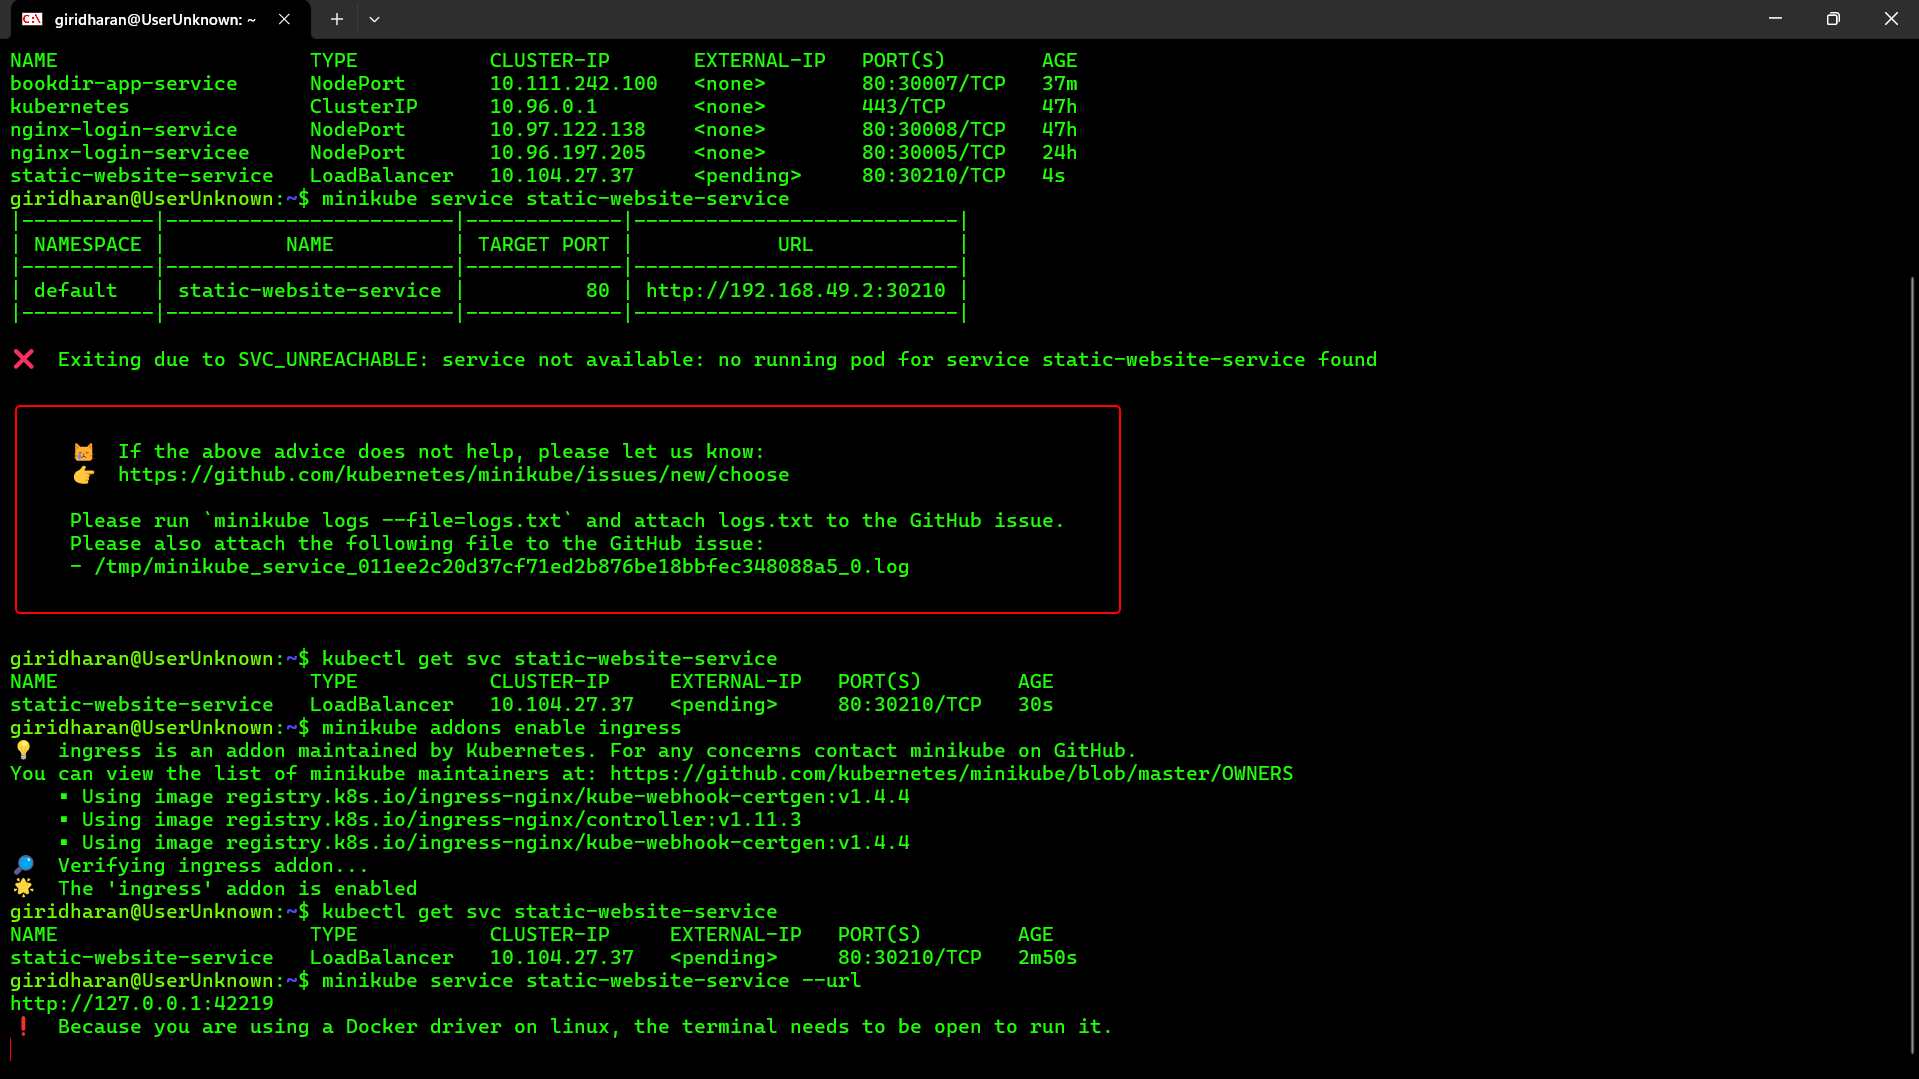 giridharan@UserUnknown: ~
NAME TYPE CLUSTER-IP EXTERNAL-IP PORT(S) AGE
bookdir-app-service NodePort 10.111.242.100 <none> 80:30007/TCP 37m
kubernetes ClusterIP 10.96.0.1 <none> 443/TCP 47h
nginx-login-service NodePort 10.97.122.138 <none> 80:30008/TCP 47h
nginx-login-servicee NodePort 10.96.197.205 <none> 80:30005/TCP 24h
static-website-service LoadBalancer 10.104.27.37 <pending> 80:30210/TCP 4s
giridharan@UserUnknown:~$ minikube service static-website-service
|-----------|------------------------|-------------|---------------------------|
| NAMESPACE | NAME | TARGET PORT | URL |
|-----------|------------------------|-------------|---------------------------|
| default | static-website-service | 80 | http://192.168.49.2:30210 |
|-----------|------------------------|-------------|---------------------------|
❌ Exiting due to SVC_UNREACHABLE: service not available: no running pod for service static-website-service found
😿 If the above advice does not help, please let us know:
👉 https://github.com/kubernetes/minikube/issues/new/choose
Please run `minikube logs --file=logs.txt` and attach logs.txt to the GitHub issue.
Please also attach the following file to the GitHub issue:
- /tmp/minikube_service_011ee2c20d37cf71ed2b876be18bbfec348088a5_0.log
giridharan@UserUnknown:~$ kubectl get svc static-website-service
NAME TYPE CLUSTER-IP EXTERNAL-IP PORT(S) AGE
static-website-service LoadBalancer 10.104.27.37 <pending> 80:30210/TCP 30s
giridharan@UserUnknown:~$ minikube addons enable ingress
💡 ingress is an addon maintained by Kubernetes. For any concerns contact minikube on GitHub.
You can view the list of minikube maintainers at: https://github.com/kubernetes/minikube/blob/master/OWNERS
▪ Using image registry.k8s.io/ingress-nginx/kube-webhook-certgen:v1.4.4
▪ Using image registry.k8s.io/ingress-nginx/controller:v1.11.3
▪ Using image registry.k8s.io/ingress-nginx/kube-webhook-certgen:v1.4.4
🔎 Verifying ingress addon...
🌟 The 'ingress' addon is enabled
giridharan@UserUnknown:~$ kubectl get svc static-website-service
NAME TYPE CLUSTER-IP EXTERNAL-IP PORT(S) AGE
static-website-service LoadBalancer 10.104.27.37 <pending> 80:30210/TCP 2m50s
giridharan@UserUnknown:~$ minikube service static-website-service --url
http://127.0.0.1:42219
❗ Because you are using a Docker driver on linux, the terminal needs to be open to run it.